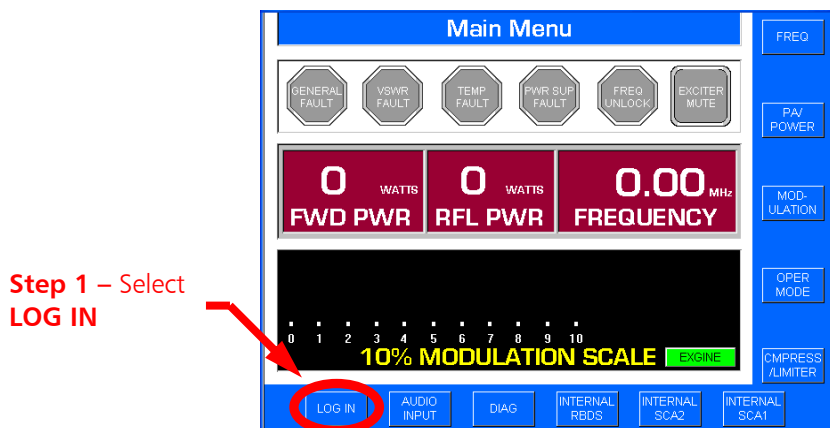 Main Menu
FREQ
GENERAL
FAULT
VSWR
FAULT
TEMP
FAULT
PWR SUP
FAULT
FREQ
UNLOCK
EXCITER
MUTE
PA/
POWER
0 WATTS
FWD PWR
0 WATTS
RFL PWR
0.00 MHz
FREQUENCY
MOD-
ULATION
Step 1 – Select
LOG IN
OPER
MODE
0 1 2 3 4 5 6 7 8 9 10
10% MODULATION SCALE
EXGINE
CMPRESS
/LIMITER
LOG IN
AUDIO
INPUT
DIAG
INTERNAL
RBDS
INTERNAL
SCA2
INTERNAL
SCA1